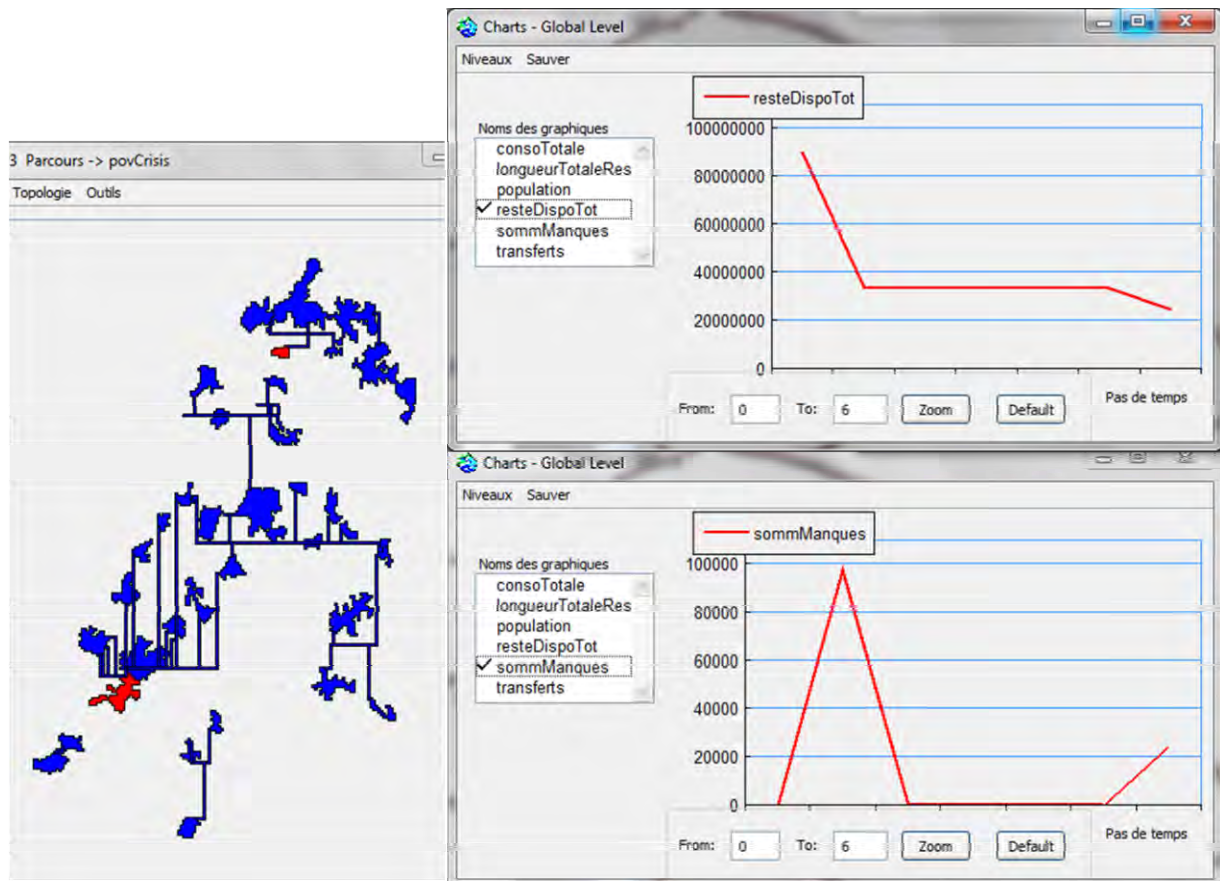 3 Parcours -> povCrisis
Topologie Outils
Charts - Global Level
Niveaux Sauver
resteDispoTot
Noms des graphiques
consoTotale
longueurTotaleRes
population
resteDispoTot
sommManques
transferts
100000000
80000000
60000000
40000000
20000000
0
From: 0 To: 6 Zoom Default
Pas de temps
Charts - Global Level
Niveaux Sauver
sommManques
Noms des graphiques
consoTotale
longueurTotaleRes
population
resteDispoTot
sommManques
transferts
100000
80000
60000
40000
20000
0
From: 0 To: 6 Zoom Default
Pas de temps